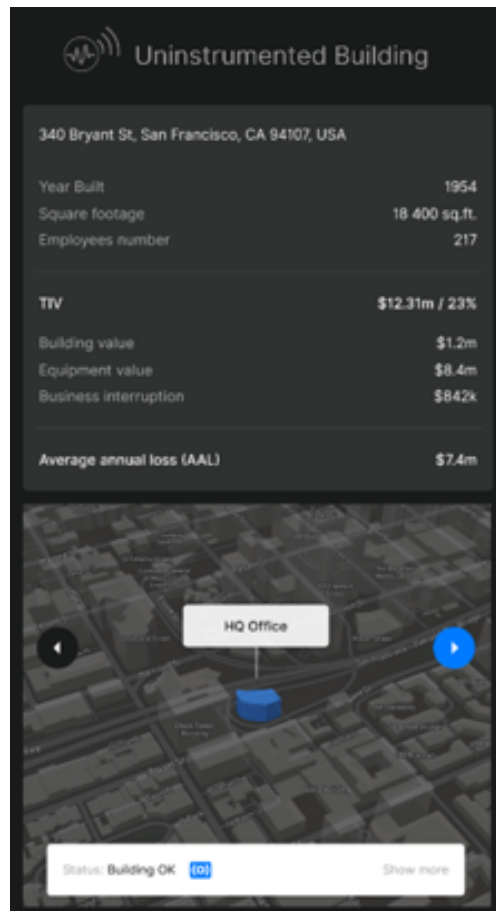 Uninstrumented Building
340 Bryant St, San Francisco, CA 94107, USA
Year Built 1954
Square footage 18 400 sq.ft.
Employees number 217
TIV $12.31m / 23%
Building value $1.2m
Equipment value $8.4m
Business interruption $842k
Average annual loss (AAL) $7.4m
HQ Office
Status: Building OK Show more